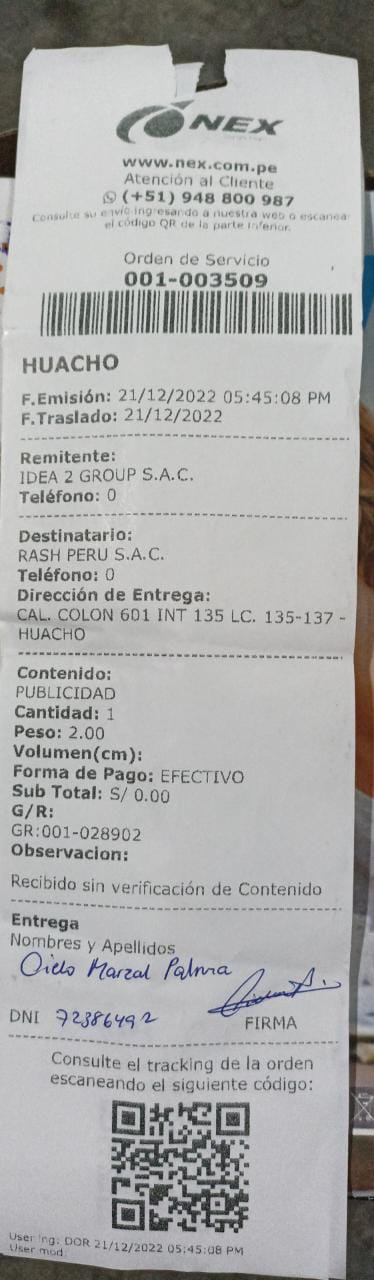 NEX
www.nex.com.pe
Atención al Cliente
(+51) 948 800 987
Consulte su envío ingresando a nuestra web o escanea
el código QR de la parte inferior.
Orden de Servicio
001-003509
HUACHO
F.Emisión: 21/12/2022 05:45:08 PM
F.Traslado: 21/12/2022
Remitente:
IDEA 2 GROUP S.A.C.
Teléfono: 0
Destinatario:
RASH PERU S.A.C.
Teléfono: 0
Dirección de Entrega:
CAL. COLON 601 INT 135 LC. 135-137 -
HUACHO
Contenido:
PUBLICIDAD
Cantidad: 1
Peso: 2.00
Volumen(cm):
Forma de Pago: EFECTIVO
Sub Total: S/ 0.00
G/R:
GR:001-028902
Observacion:
Recibido sin verificación de Contenido
Entrega
Nombres y Apellidos
Palma
DNI 72386492
FIRMA
Consulte el tracking de la orden
escaneando el siguiente código:
User ing: DOR 21/12/2022 05:45:08 PM
User mod: